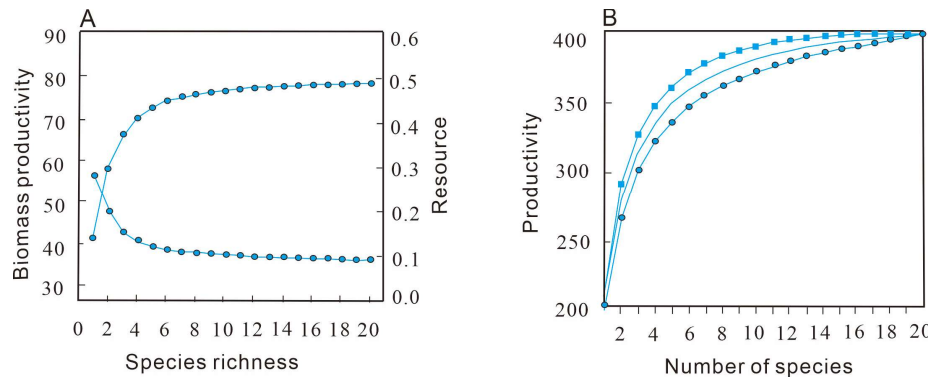 A
Biomass productivity
90
80
70
60
50
40
30
0 2 4 6 8 10 12 14 16 18 20
Species richness
0.6
0.5
0.4
0.3
0.2
0.1
0.0
Resource
B
Productivity
400
350
300
250
200
2 4 6 8 10 12 14 16 18 20
Number of species